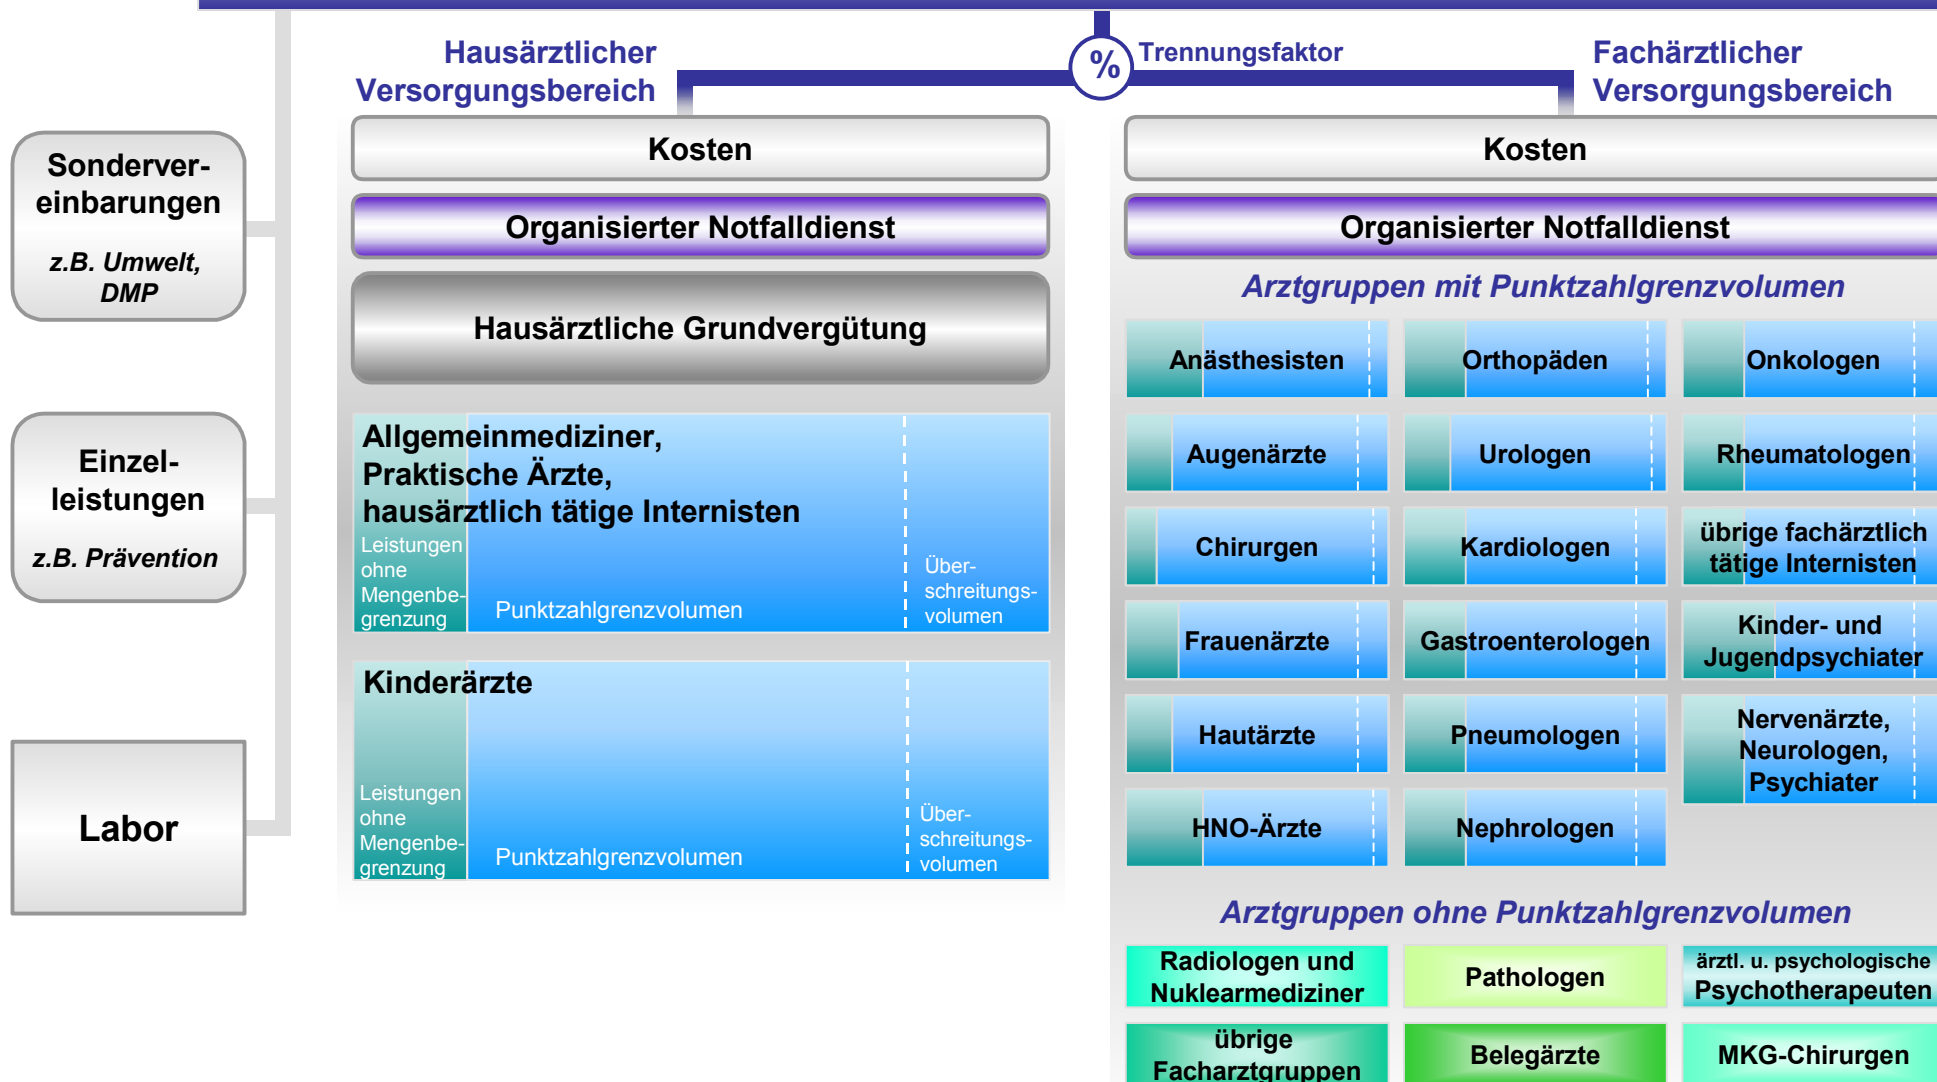 Hausärztlicher
Versorgungsbereich
%
Trennungsfaktor
Fachärztlicher
Versorgungsbereich
Sonderver-
einbarungen
z.B. Umwelt,
DMP
Einzel-
leistungen
z.B. Prävention
Labor
Kosten
Organisierter Notfalldienst
Hausärztliche Grundvergütung
Allgemeinmediziner,
Praktische Ärzte,
hausärztlich tätige Internisten
Leistungen
ohne
Mengenbe-
grenzung
Punktzahlgrenzvolumen
Über-
schreitungs-
volumen
Kinderärzte
Leistungen
ohne
Mengenbe-
grenzung
Punktzahlgrenzvolumen
Über-
schreitungs-
volumen
Kosten
Organisierter Notfalldienst
Arztgruppen mit Punktzahlgrenzvolumen
Anästhesisten
Orthopäden
Onkologen
Augenärzte
Urologen
Rheumatologen
Chirurgen
Kardiologen
übrige fachärztlich
tätige Internisten
Frauenärzte
Gastroenterologen
Kinder- und
Jugendpsychiater
Hautärzte
Pneumologen
Nervenärzte,
Neurologen,
Psychiater
HNO-Ärzte
Nephrologen
Arztgruppen ohne Punktzahlgrenzvolumen
Radiologen und
Nuklearmediziner
Pathologen
ärztl. u. psychologische
Psychotherapeuten
übrige
Facharztgruppen
Belegärzte
MKG-Chirurgen